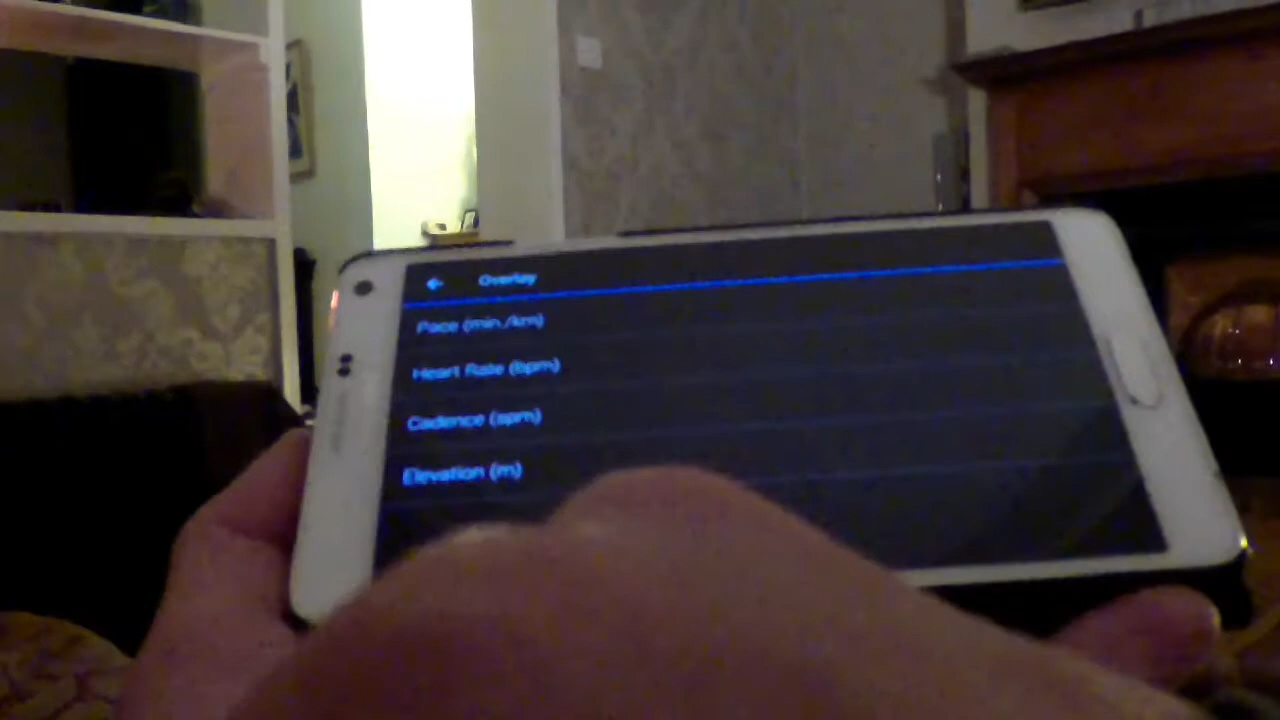 Overlay
Pace (min./km)
Heart Rate (bpm)
Cadence (spm)
Elevation (m)